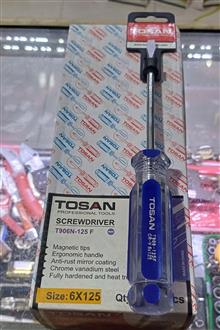 TOSAN
TOSAN
PROFESSIONAL TOOLS
SCREWDRIVER
T906N-125 F
Magnetic tips
Ergonomic handle
Anti-rust mirror coating
Chrome vanadium steel
Fully hardened and heat
Size: 6X125
TOSAN